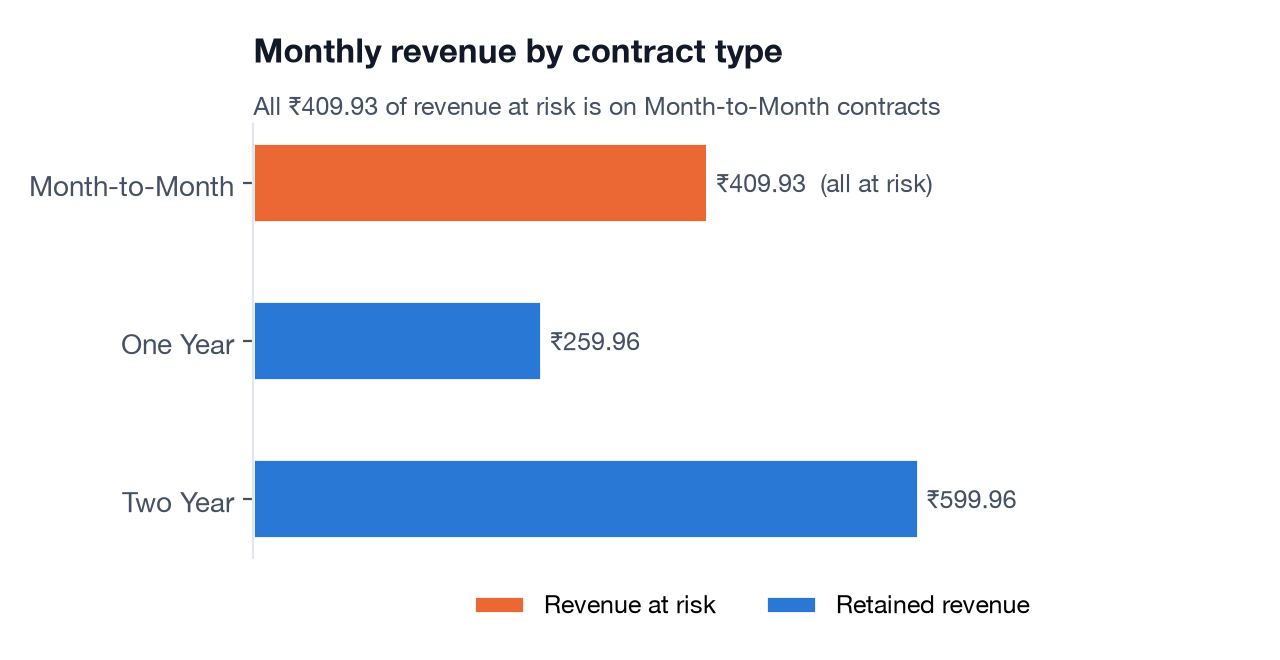 Monthly revenue by contract type
All ₹409.93 of revenue at risk is on Month-to-Month contracts
Month-to-Month
₹409.93 (all at risk)
One Year
₹259.96
Two Year
₹599.96
Revenue at risk
Retained revenue